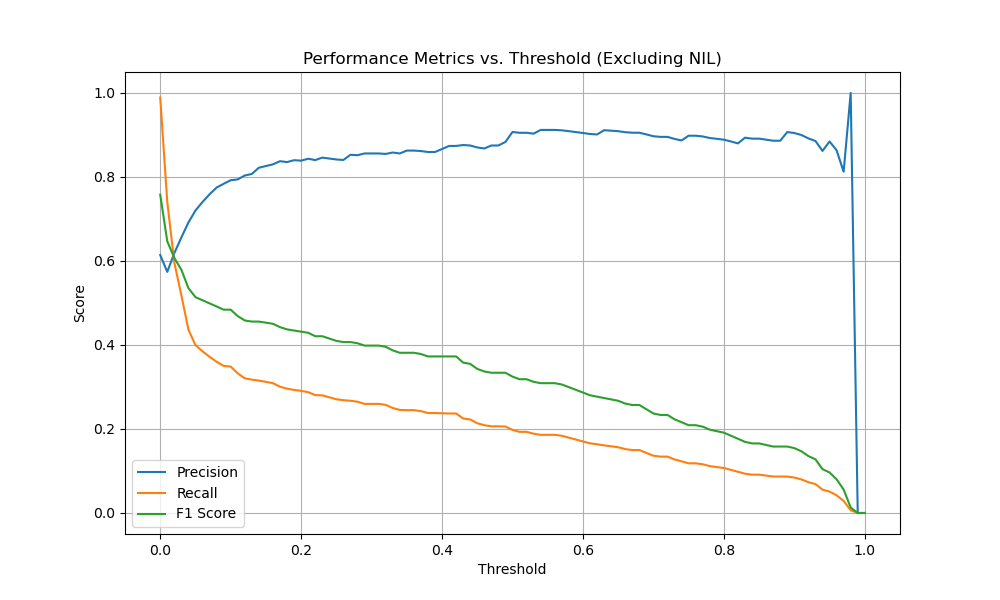 Performance Metrics vs. Threshold (Excluding NIL)
1.0
0.8
0.6
0.4
0.2
0.0
Score
Precision
Recall
F1 Score
0.0 0.2 0.4 0.6 0.8 1.0
Threshold